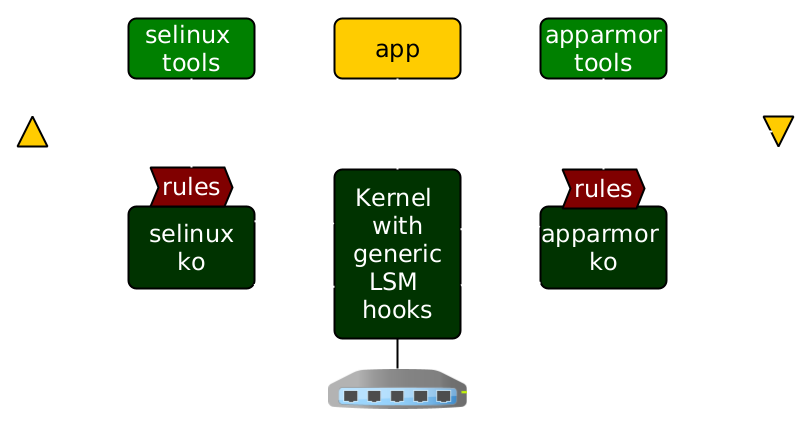 selinux
tools
app
apparmor
tools
rules
selinux
ko
Kernel
with
generic
LSM
hooks
rules
apparmor
ko